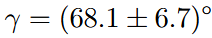 γ = (68.1 ± 6.7)°